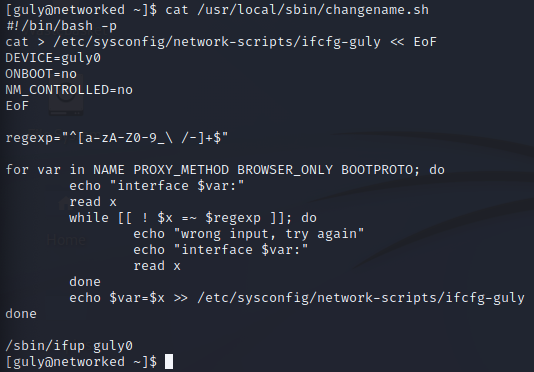 [guly@networked ~]$ cat /usr/local/sbin/changename.sh
#!/bin/bash -p
cat > /etc/sysconfig/network-scripts/ifcfg-guly << EoF
DEVICE=guly0
ONBOOT=no
NM_CONTROLLED=no
EoF

regexp="^[a-zA-Z0-9_\ /-]+$"

for var in NAME PROXY_METHOD BROWSER_ONLY BOOTPROTO; do
        echo "interface $var:"
        read x
        while [[ ! $x =~ $regexp ]]; do
                echo "wrong input, try again"
                echo "interface $var:"
                read x
        done
        echo $var=$x >> /etc/sysconfig/network-scripts/ifcfg-guly
done

/sbin/ifup guly0
[guly@networked ~]$